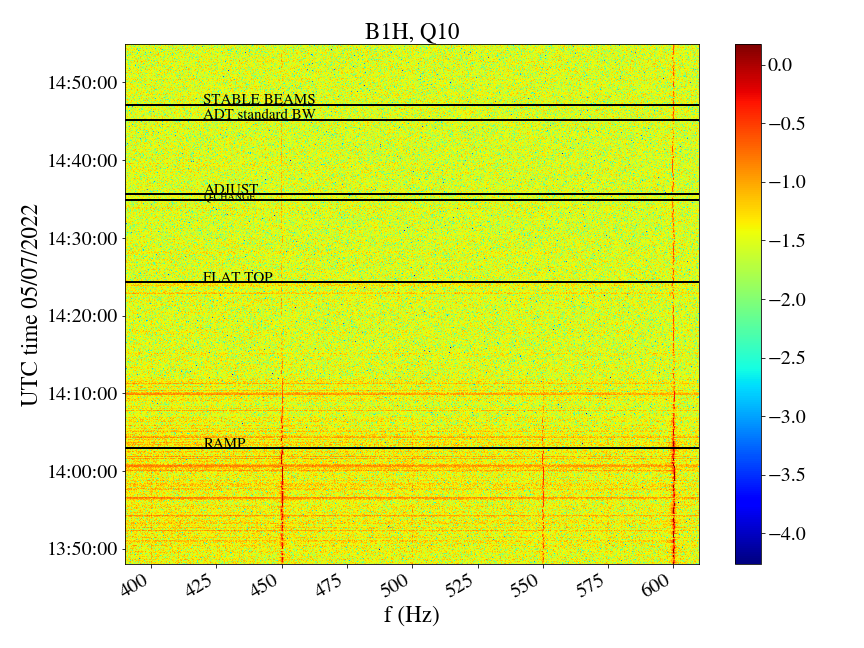 B1H, Q10
UTC time 05/07/2022
14:50:00
14:40:00
14:30:00
14:20:00
14:10:00
14:00:00
13:50:00
STABLE BEAMS
ADT standard BW
ADJUST
QCHANGE
FLAT TOP
RAMP
400
425
450
475
500
525
550
575
600
f (Hz)
0.0
−0.5
−1.0
−1.5
−2.0
−2.5
−3.0
−3.5
−4.0